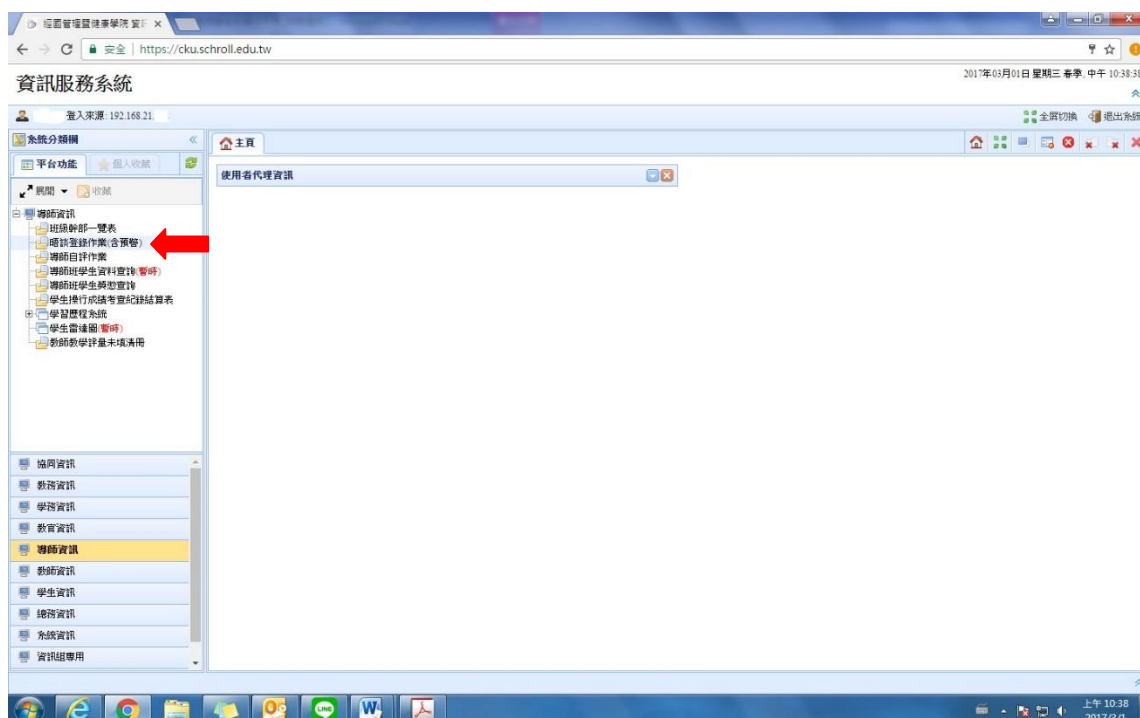 經國管理暨健康學院 資訊
安全 | https://cku.schroll.edu.tw
資訊服務系統
2017年03月01日 星期三 春季. 中午 10:38:38
登入來源: 192.168.21.
全屏切換 退出系統
系統分類欄
主頁
平台功能 個人收藏
使用者代理資訊
展開 收藏
導師資訊
班級幹部一覽表
晤談登錄作業(含預警)
導師自評作業
導師班學生資料查詢(暫時)
導師班學生獎懲查詢
學生操行成績考查紀錄結算表
學習歷程系統
學生雷達圖(暫時)
教師教學評量未填清冊
協同資訊
教務資訊
學務資訊
教官資訊
導師資訊
教師資訊
學生資訊
總務資訊
系統資訊
資訊組專用
LINE
上午 10:38
2017/3/1